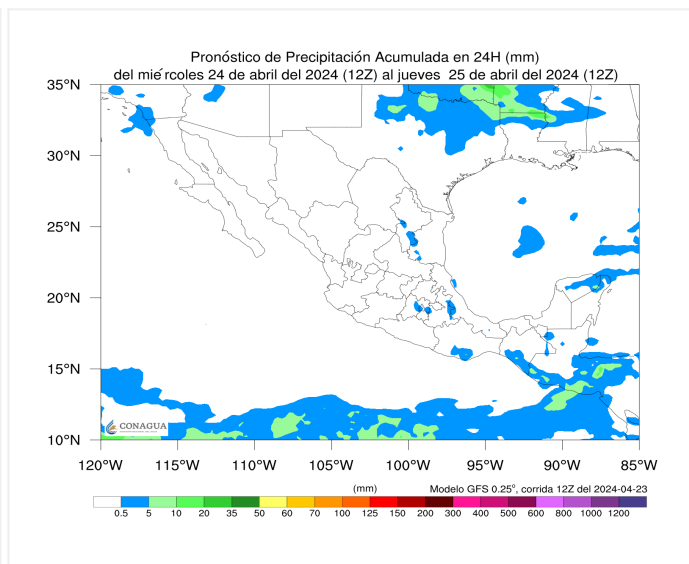 Pronóstico de Precipitación Acumulada en 24H (mm)
del miércoles 24 de abril del 2024 (12Z) al jueves 25 de abril del 2024 (12Z)
35°N
30°N
25°N
20°N
15°N
10°N
CONAGUA
120°W 115°W 110°W 105°W 100°W 95°W 90°W 85°W
(mm) Modelo GFS 0.25°, corrida 12Z del 2024-04-23
0.5 5 10 20 35 50 60 70 100 125 150 200 300 400 500 600 800 1000 1200